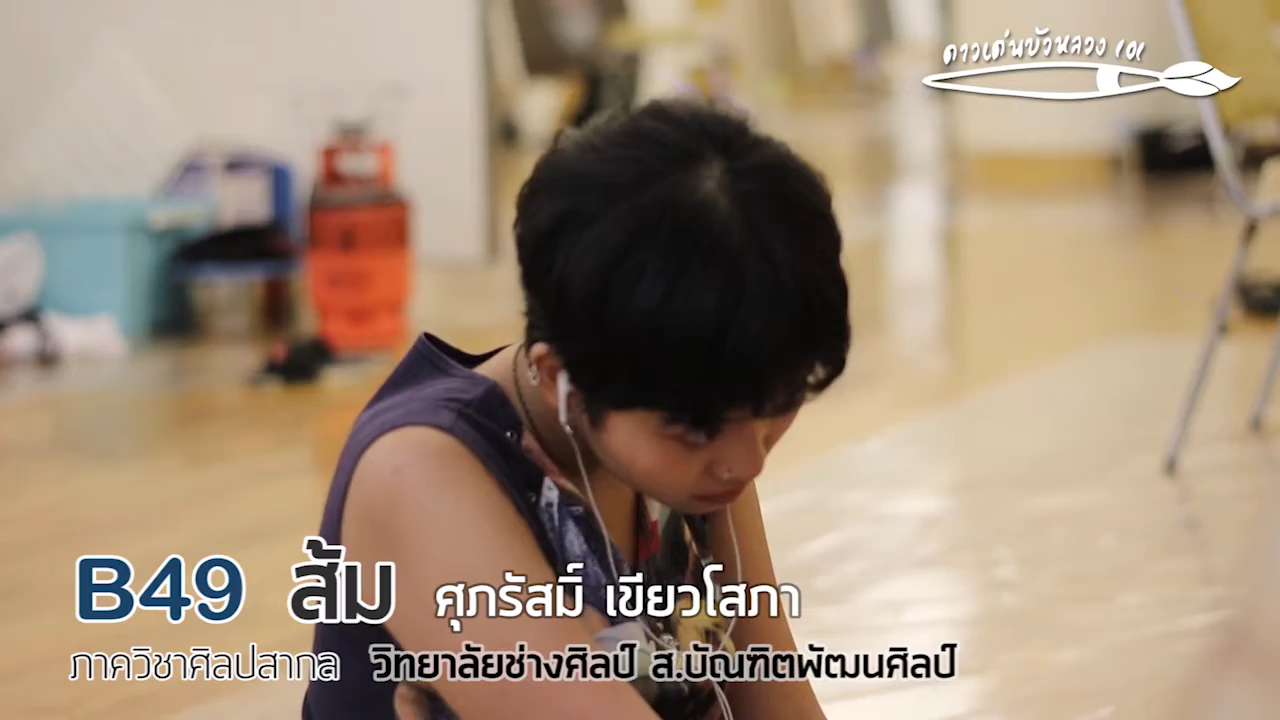 ดาวเด่นบัวหลวง 101
B49 ส้ม ศุภรัสมิ์ เขียวโสภา
ภาควิชาศิลปสากล วิทยาลัยช่างศิลป์ ส.บัณฑิตพัฒนศิลป์